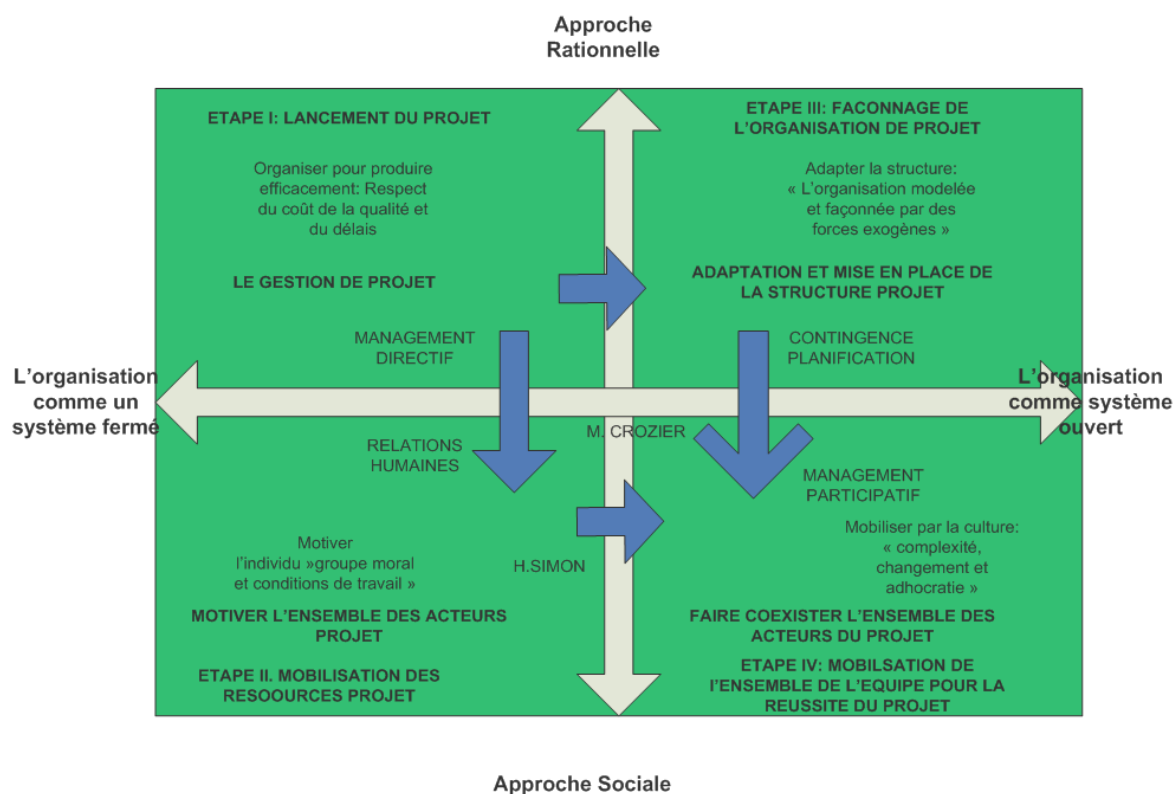 Approche
Rationnelle
ETAPE I: LANCEMENT DU PROJET
Organiser pour produire
efficacement: Respect
du coût de la qualité et
du délais
LE GESTION DE PROJET
MANAGEMENT
DIRECTIF
ETAPE III: FACONNAGE DE
L'ORGANISATION DE PROJET
Adapter la structure:
« L'organisation modelée
et façonnée par des
forces exogènes »
ADAPTATION ET MISE EN PLACE DE
LA STRUCTURE PROJET
CONTINGENCE
PLANIFICATION
L'organisation
comme un
système fermé
L'organisation
comme système
ouvert
RELATIONS
HUMAINES
M. CROZIER
Motiver
l'individu »groupe moral
et conditions de travail »
H.SIMON
MOTIVER L'ENSEMBLE DES ACTEURS
PROJET
ETAPE II. MOBILISATION DES
RESOOURCES PROJET
MANAGEMENT
PARTICIPATIF
Mobiliser par la culture:
« complexité,
changement et
adhocratie »
FAIRE COEXISTER L'ENSEMBLE DES
ACTEURS DU PROJET
ETAPE IV: MOBILSATION DE
l'ENSEMBLE DE L'EQUIPE POUR LA
REUSSITE DU PROJET
Approche Sociale